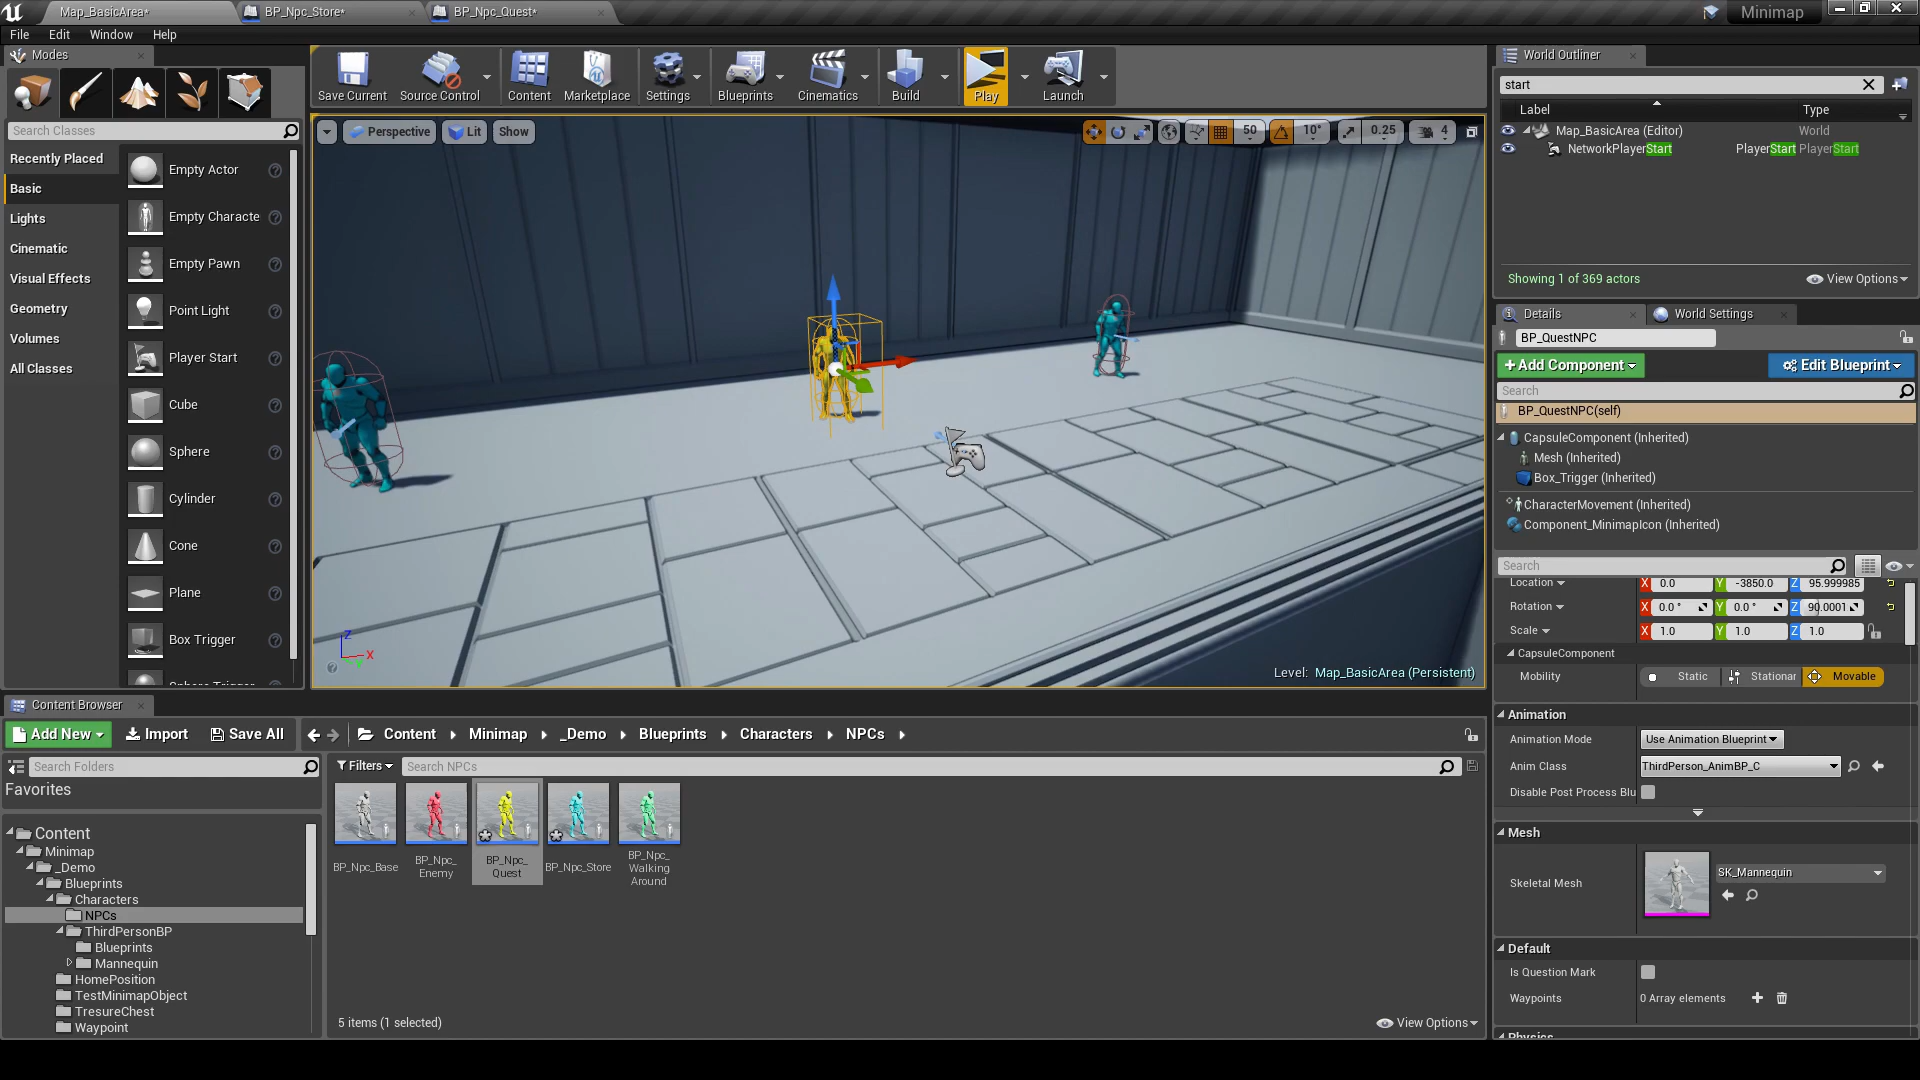 Map_BasicArea*
BP_Npc_Store*
BP_Npc_Quest*
Minimap
File
Edit
Window
Help
Modes
Search Classes
Recently Placed
Basic
Lights
Cinematic
Visual Effects
Geometry
Volumes
All Classes
Empty Actor
Empty Characte
Empty Pawn
Point Light
Player Start
Cube
Sphere
Cylinder
Cone
Plane
Box Trigger
Sphere Trigger
Save Current
Source Control
Content
Marketplace
Settings
Blueprints
Cinematics
Build
Play
Launch
Perspective
Lit
Show
50
10°
0.25
4
Z
X
Level: Map_BasicArea (Persistent)
World Outliner
start
Label
Type
Map_BasicArea (Editor)
World
NetworkPlayerStart
PlayerStart PlayerStart
Showing 1 of 369 actors
View Options
Details
World Settings
BP_QuestNPC
+Add Component
Edit Blueprint
Search
BP_QuestNPC(self)
CapsuleComponent (Inherited)
Mesh (Inherited)
Box_Trigger (Inherited)
CharacterMovement (Inherited)
Component_MinimapIcon (Inherited)
Search
Location X 0.0 Y -3850.0 Z 95.999985
Rotation X 0.0 ° Y 0.0 ° Z 90.0001
Scale X 1.0 Y 1.0 Z 1.0
CapsuleComponent
Mobility Static Stationar Movable
Animation
Animation Mode Use Animation Blueprint
Anim Class ThirdPerson_AnimBP_C
Disable Post Process Blu
Mesh
Skeletal Mesh SK_Mannequin
Default
Is Question Mark
Waypoints 0 Array elements
Physics
Content Browser
Add New
Import
Save All
Content
Minimap
_Demo
Blueprints
Characters
NPCs
Search Folders
Favorites
Content
Minimap
_Demo
Blueprints
Characters
NPCs
ThirdPersonBP
Blueprints
Mannequin
HomePosition
TestMinimapObject
TresureChest
Waypoint
Filters
Search NPCs
BP_Npc_Base
BP_Npc_
Enemy
BP_Npc_
Quest
BP_Npc_Store
BP_Npc_
Walking
Around
5 items (1 selected)
View Options